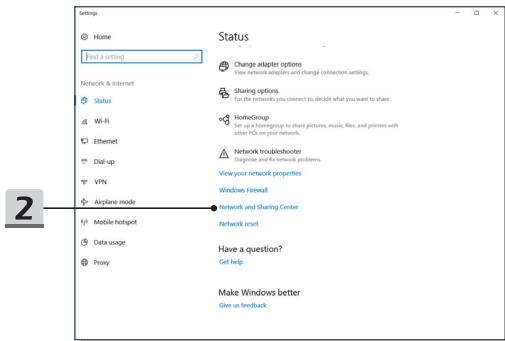 Settings
Home
Find a setting
Network & Internet
Status
Wi-Fi
Ethernet
Dial-up
VPN
Airplane mode
Mobile hotspot
Data usage
Proxy
2
Status
Change adapter options
View network adapters and change connection settings.
Sharing options
For the networks you connect to, decide what you want to share.
HomeGroup
Set up a homegroup to share pictures, music, files, and printers with
other PCs on your network.
Network troubleshooter
Diagnose and fix network problems.
View your network properties
Windows Firewall
Network and Sharing Center
Network reset
Have a question?
Get help
Make Windows better
Give us feedback